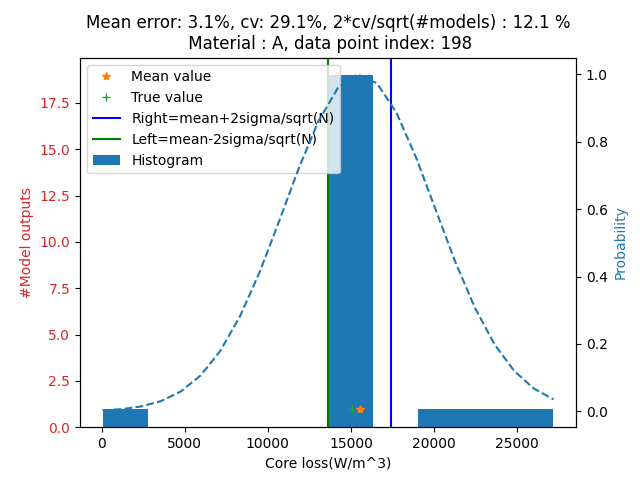 Mean error: 3.1%, cv: 29.1%, 2*cv/sqrt(#models) : 12.1 %
Material : A, data point index: 198
Mean value
True value
Right=mean+2sigma/sqrt(N)
Left=mean-2sigma/sqrt(N)
Histogram
17.5
15.0
12.5
10.0
7.5
5.0
2.5
0.0
#Model outputs
1.0
0.8
0.6
0.4
0.2
0.0
Probability
0 5000 10000 15000 20000 25000
Core loss(W/m^3)